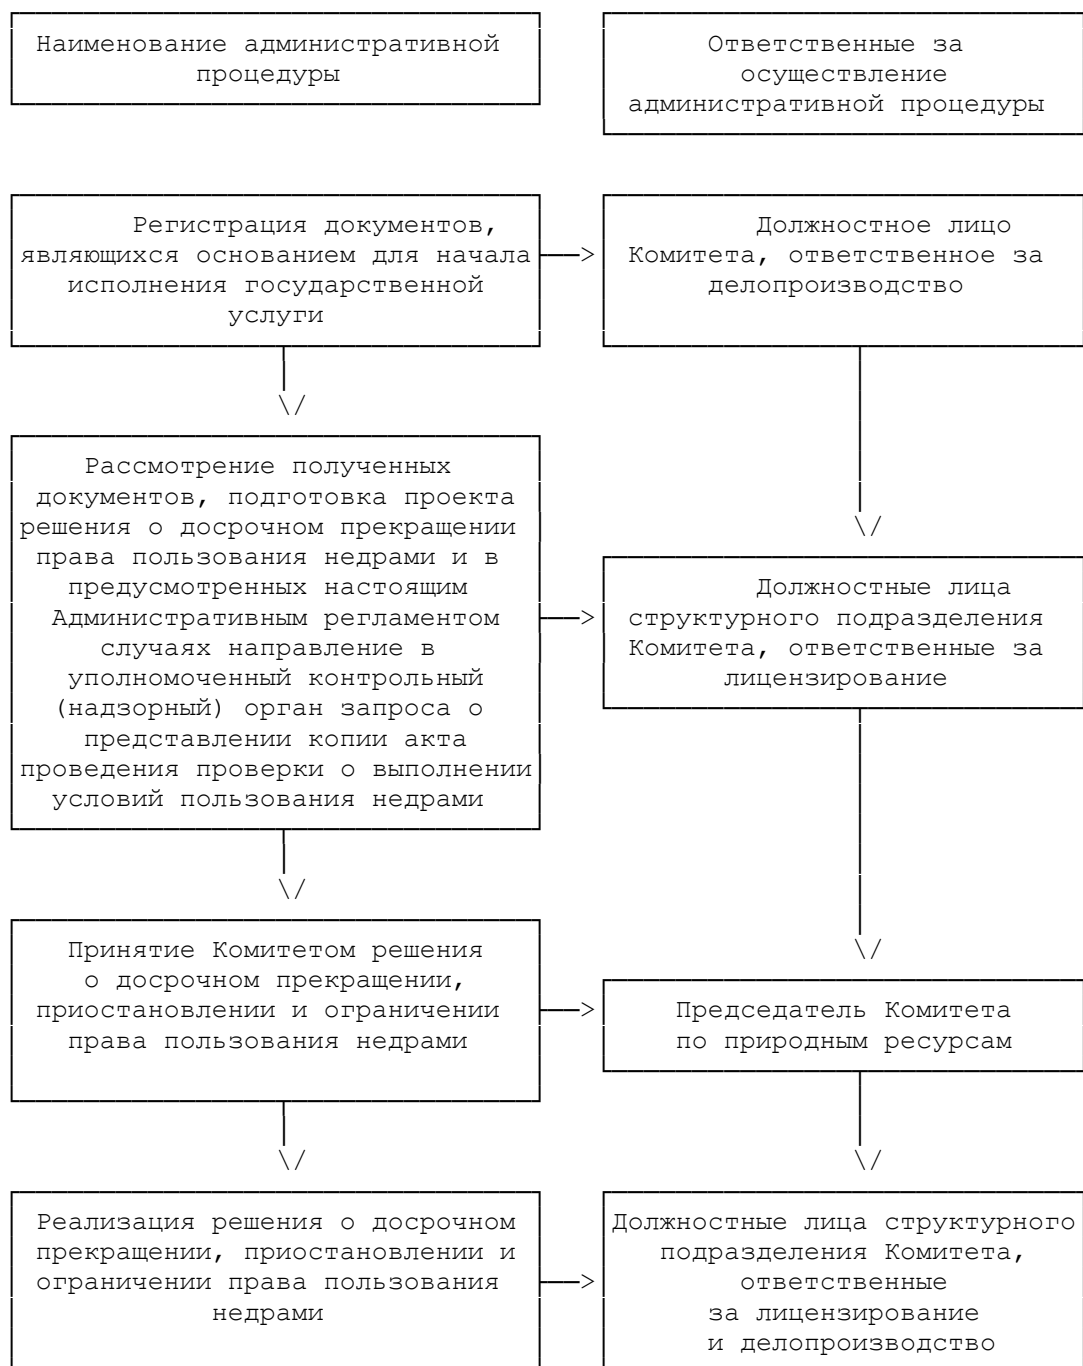 Наименование административной
процедуры
Ответственные за
осуществление
административной процедуры
Регистрация документов,
являющихся основанием для начала
исполнения государственной
услуги
Должностное лицо
Комитета, ответственное за
делопроизводство
Рассмотрение полученных
документов, подготовка проекта
решения о досрочном прекращении
права пользования недрами и в
предусмотренных настоящим
Административным регламентом
случаях направление в
уполномоченный контрольный
(надзорный) орган запроса о
представлении копии акта
проведения проверки о выполнении
условий пользования недрами
Должностные лица
структурного подразделения
Комитета, ответственные за
лицензирование
Принятие Комитетом решения
о досрочном прекращении,
приостановлении и ограничении
права пользования недрами
Председатель Комитета
по природным ресурсам
Реализация решения о досрочном
прекращении, приостановлении и
ограничении права пользования
недрами
Должностные лица структурного
подразделения Комитета,
ответственные
за лицензирование
и делопроизводство